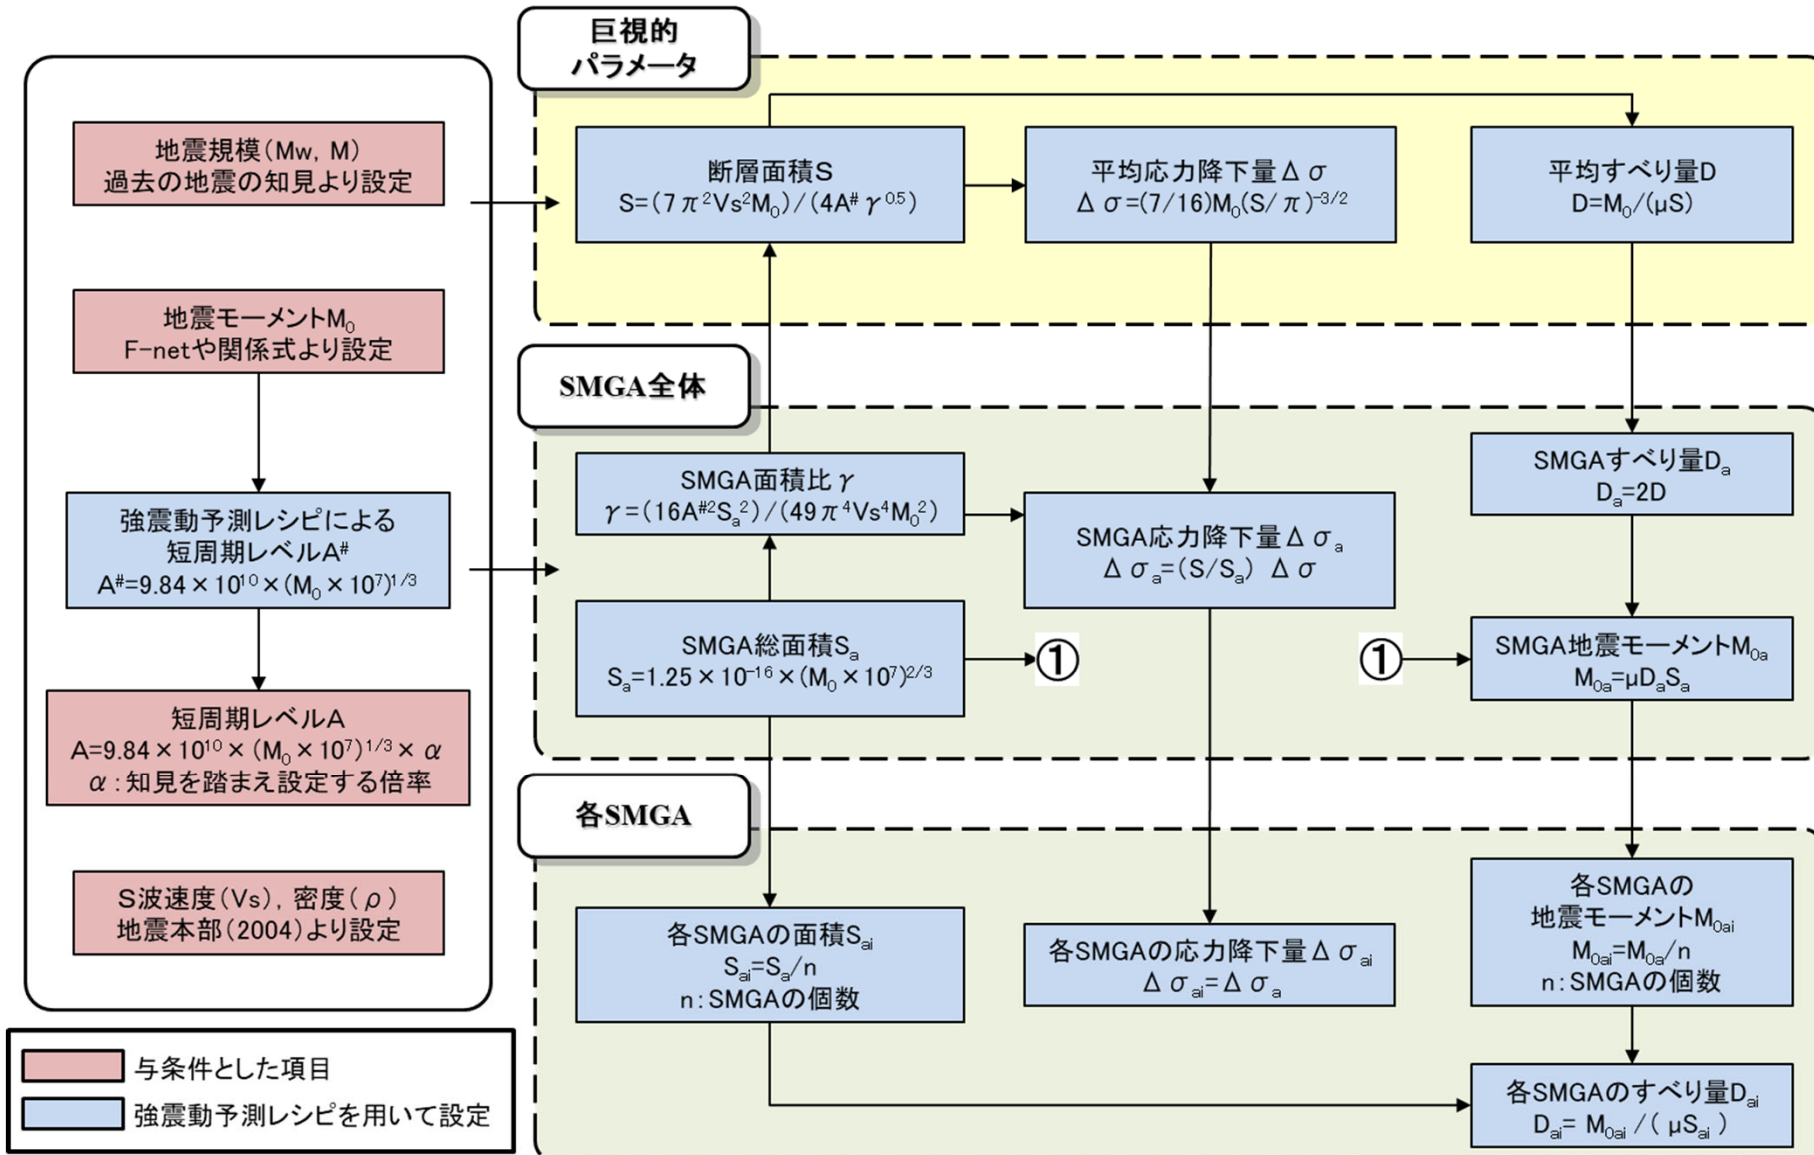 巨視的
パラメータ
地震規模(Mw, M)
過去の地震の知見より設定
地震モーメントM₀
F-netや関係式より設定
強震動予測レシピによる
短周期レベルA#
A#=9.84×10¹⁰×(M₀×10⁷)¹/³
短周期レベルA
A=9.84×10¹⁰×(M₀×10⁷)¹/³×α
α:知見を踏まえ設定する倍率
S波速度(Vs), 密度(ρ)
地震本部(2004)より設定
与条件とした項目
強震動予測レシピを用いて設定
断層面積S
S=(7π²Vs²M₀)/(4A#γ⁰·⁵)
平均応力降下量Δσ
Δσ=(7/16)M₀(S/π)⁻³/²
平均すべり量D
D=M₀/(μS)
SMGA全体
SMGA面積比γ
γ=(16A#²Sₐ²)/(49π⁴Vs⁴M₀²)
SMGA応力降下量Δσₐ
Δσₐ=(S/Sₐ) Δσ
SMGAすべり量Dₐ
Dₐ=2D
SMGA総面積Sₐ
Sₐ=1.25×10⁻¹⁶×(M₀×10⁷)²/³
①
①
SMGA地震モーメントM₀ₐ
M₀ₐ=μDₐSₐ
各SMGA
各SMGAの面積Sₐᵢ
Sₐᵢ=Sₐ/n
n:SMGAの個数
各SMGAの応力降下量Δσₐᵢ
Δσₐᵢ=Δσₐ
各SMGAの
地震モーメントM₀ₐᵢ
M₀ₐᵢ=M₀ₐ/n
n:SMGAの個数
各SMGAのすべり量Dₐᵢ
Dₐᵢ= M₀ₐᵢ /( μSₐᵢ )